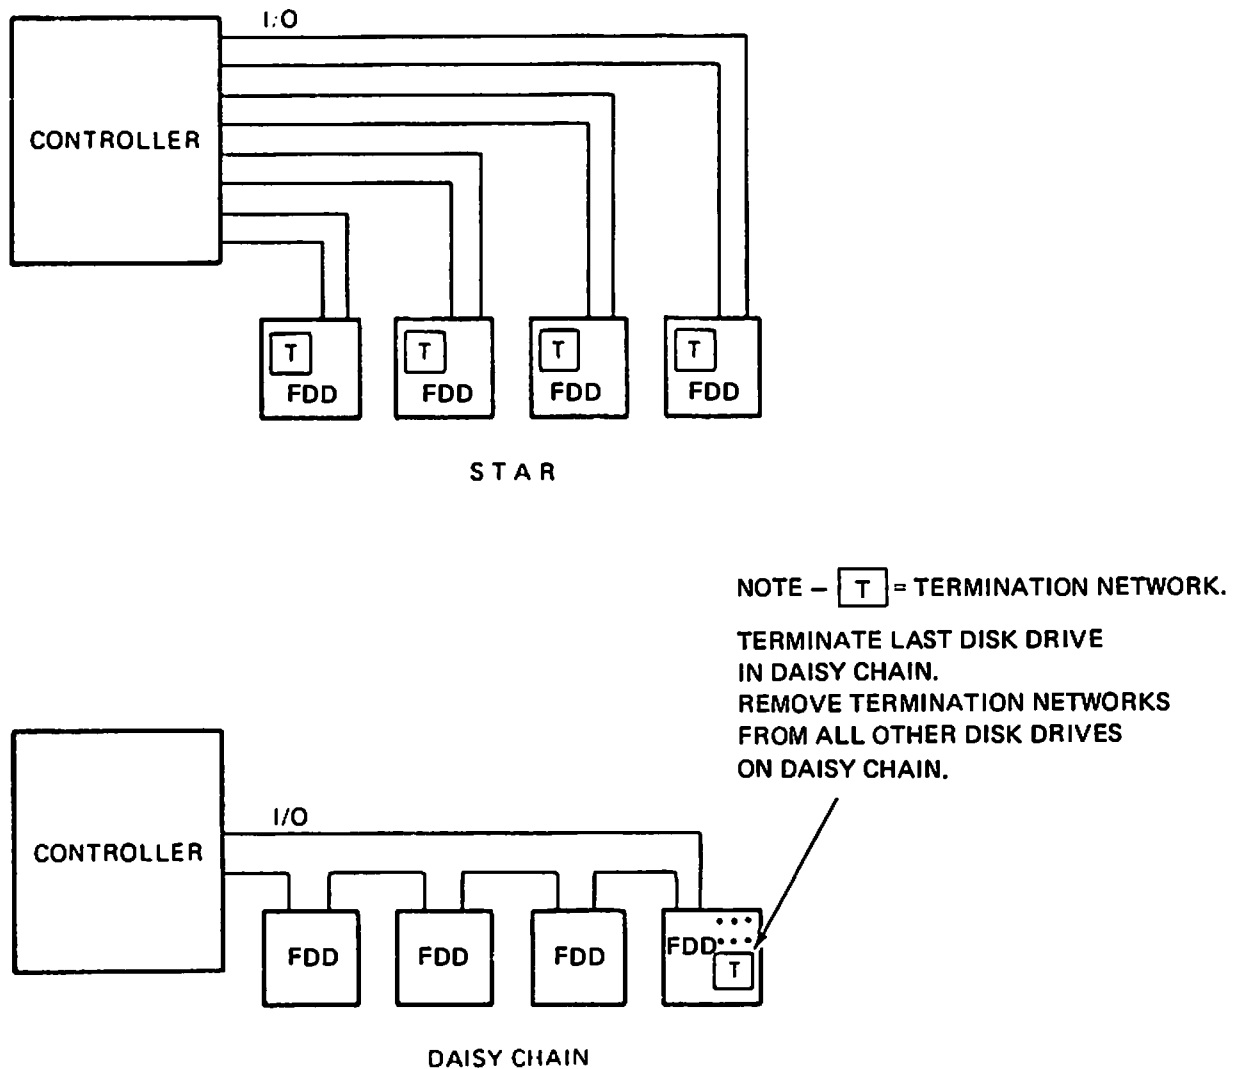 I/O
CONTROLLER
T
FDD
T
FDD
T
FDD
T
FDD
STAR
NOTE – T = TERMINATION NETWORK.
TERMINATE LAST DISK DRIVE
IN DAISY CHAIN.
REMOVE TERMINATION NETWORKS
FROM ALL OTHER DISK DRIVES
ON DAISY CHAIN.
I/O
CONTROLLER
FDD
FDD
FDD
FDD
T
DAISY CHAIN